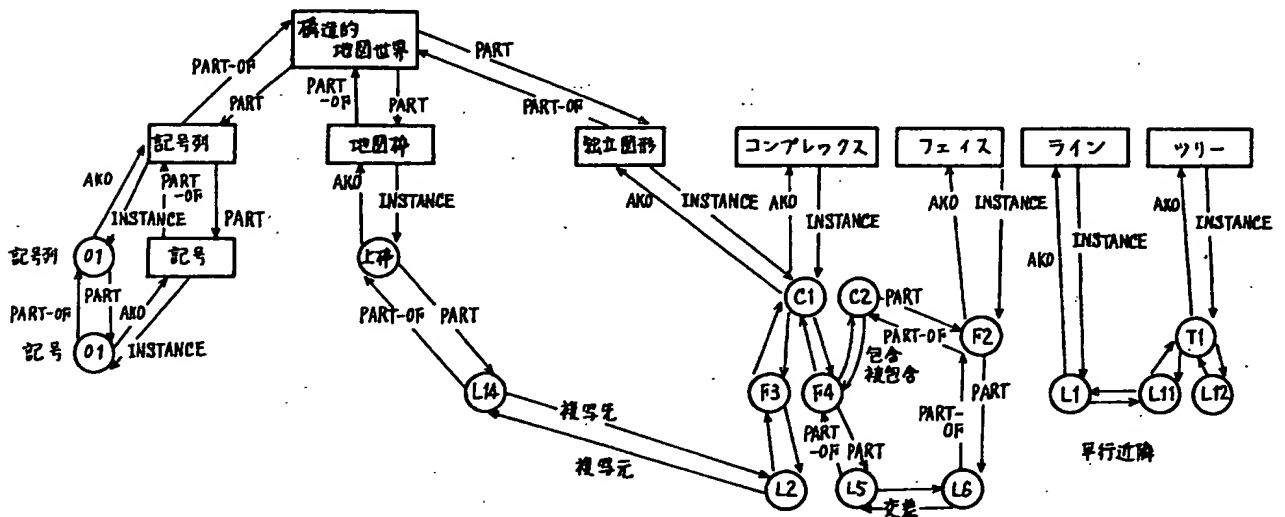 構造的
地図世界
PART
PART-OF
PART
-OF
PART
PART
PART-OF
記号列
地図枠
独立図形
コンプレックス
フェイス
ライン
ツリー
AKO
PART
-OF
INSTANCE
PART
AKO
INSTANCE
AKO
INSTANCE
AKO
INSTANCE
AKO
INSTANCE
AKO
INSTANCE
AKO
INSTANCE
記号列
01
記号
上枠
PART
AKO
PART-OF
記号
01
INSTANCE
PART-OF
PART
C1
C2
PART
PART-OF
F2
包含
被包含
T1
L14
F3
F4
L1
L11
L12
PART
複写先
複写元
PART
-OF
PART
PART-
OF
平行近隣
L2
L5
交差
L6